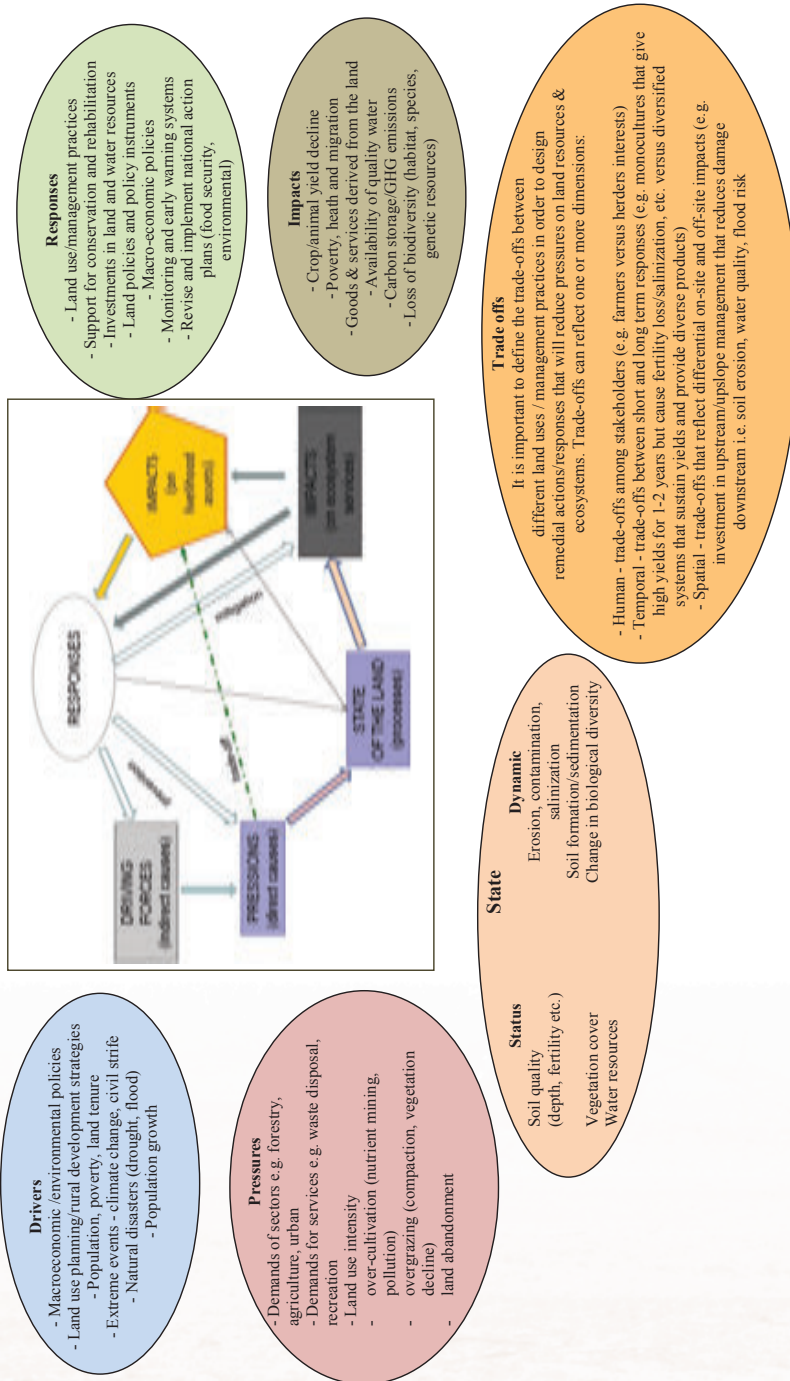 Drivers
- Macroeconomic /environmental policies
- Land use planning/rural development strategies
- Population, poverty, land tenure
- Extreme events - climate change, civil strife
- Natural disasters (drought, flood)
- Population growth
Pressures
- Demands of sectors e.g. forestry,
agriculture, urban
- Demands for services e.g. waste disposal,
recreation
- Land use intensity
- over-cultivation (nutrient mining,
pollution)
- overgrazing (compaction, vegetation
decline)
- land abandonment
DRIVING
FORCES
(indirect causes)
PRESSIONS
(direct causes)
RESPONSES
STATE
OF THE LAND
(processes)
IMPACTS
(on
livelihood
assets)
IMPACTS
(on ecosystem
services)
mitigation
trade-off
State
Status
Soil quality
(depth, fertility etc.)
Vegetation cover
Water resources
Dynamic
Erosion, contamination,
salinization
Soil formation/sedimentation
Change in biological diversity
Responses
- Land use/management practices
- Support for conservation and rehabilitation
- Investments in land and water resources
- Land policies and policy instruments
- Macro-economic policies
- Monitoring and early warning systems
- Revise and implement national action
plans (food security,
environmental)
Impacts
- Crop/animal yield decline
- Poverty, heath and migration
- Goods & services derived from the land
- Availability of quality water
- Carbon storage/GHG emissions
- Loss of biodiversity (habitat, species,
genetic resources)
Trade offs
It is important to define the trade-offs between
different land uses / management practices in order to design
remedial actions/responses that will reduce pressures on land resources &
ecosystems. Trade-offs can reflect one or more dimensions:
- Human - trade-offs among stakeholders (e.g. farmers versus herders interests)
- Temporal - trade-offs between short and long term responses (e.g. monocultures that give
high yields for 1-2 years but cause fertility loss/salinization, etc. versus diversified
systems that sustain yields and provide diverse products)
- Spatial - trade-offs that reflect differential on-site and off-site impacts (e.g.
investment in upstream/upslope management that reduces damage
downstream i.e. soil erosion, water quality, flood risk